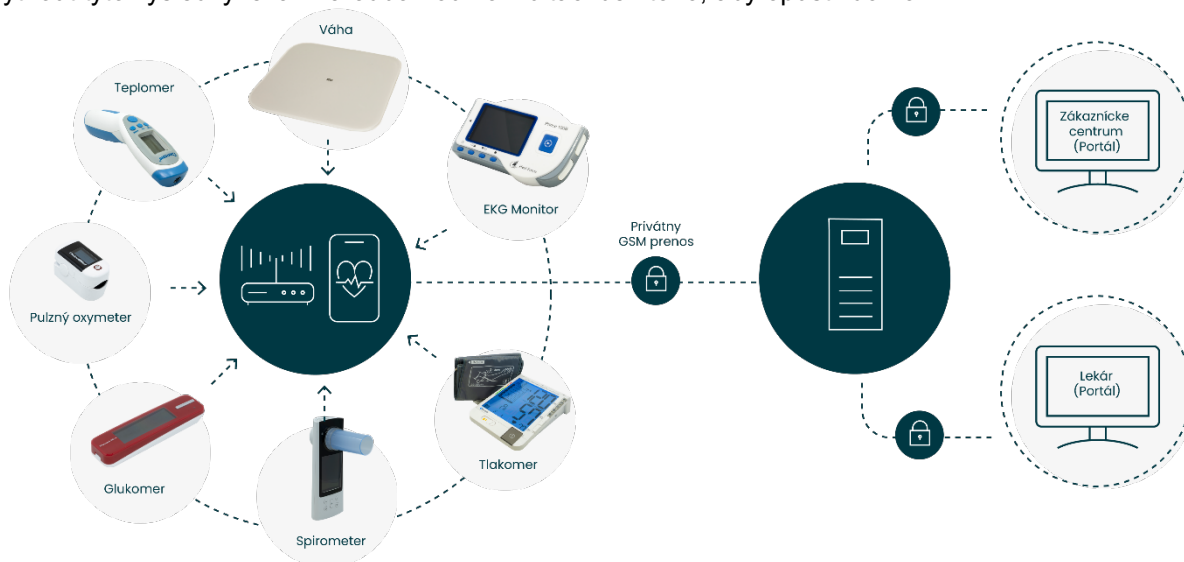 Váha
Teplomer
EKG Monitor
Pulzný oxymeter
Glukomer
Spirometer
Tlakomer
Privátny
GSM prenos
Zákaznícke
centrum
(Portál)
Lekár
(Portál)